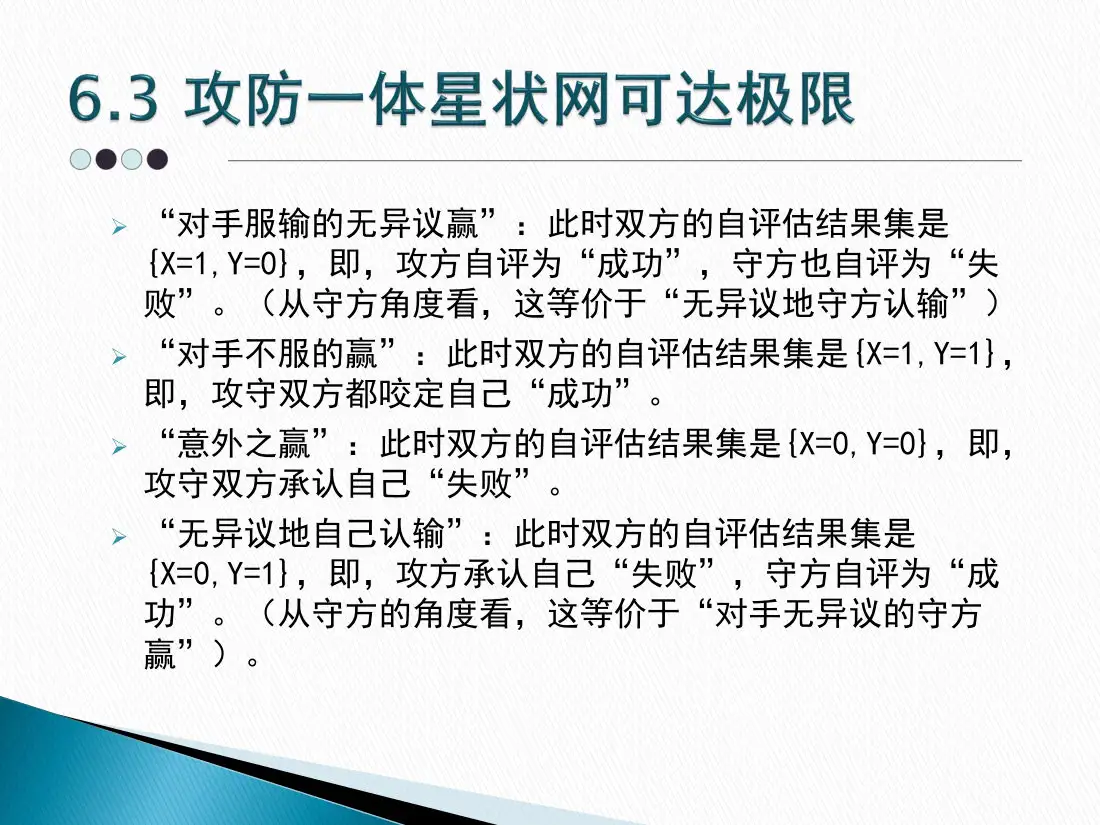 6.3 攻防一体星状网可达极限
“对手服输的无异议赢”：此时双方的自评估结果集是
{X=1,Y=0}，即，攻方自评为“成功”，守方也自评为“失
败”。（从守方角度看，这等价于“无异议地守方认输”）
“对手不服的赢”：此时双方的自评估结果集是{X=1,Y=1}，
即，攻守双方都咬定自己“成功”。
“意外之赢”：此时双方的自评估结果集是{X=0,Y=0}，即，
攻守双方承认自己“失败”。
“无异议地自己认输”：此时双方的自评估结果集是
{X=0,Y=1}，即，攻方承认自己“失败”，守方自评为“成
功”。（从守方的角度看，这等价于“对手无异议的守方
赢”）。